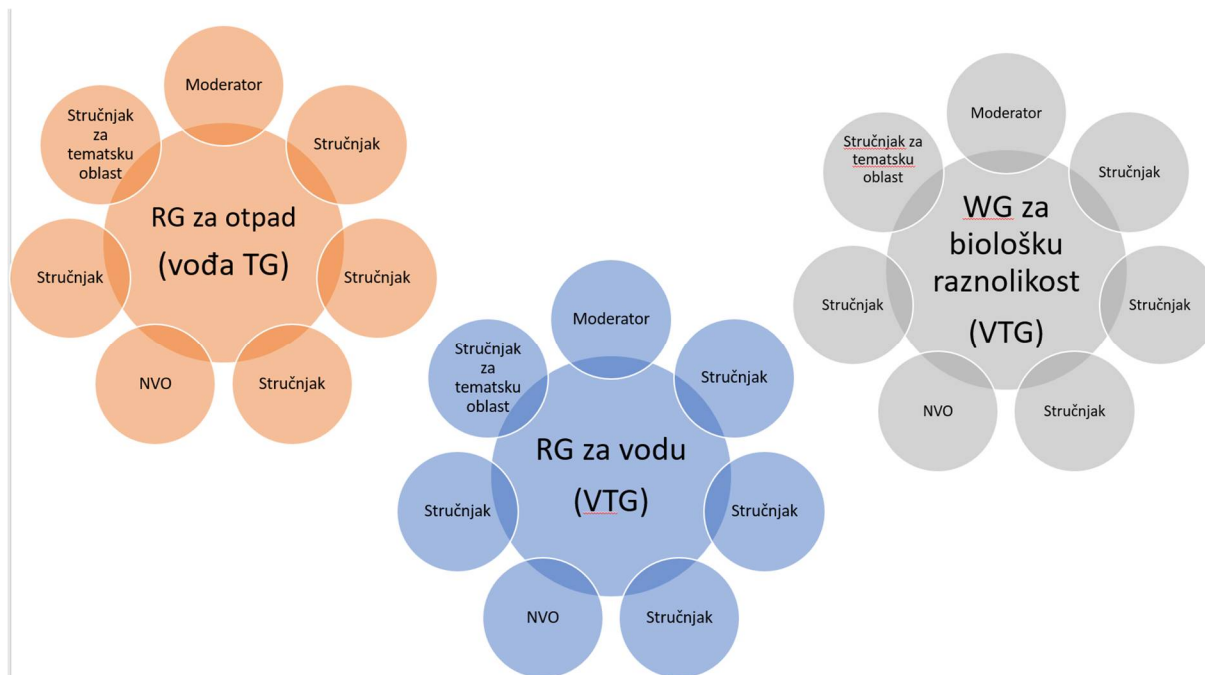 Moderator
Stručnjak
za
tematsku
oblast
Stručnjak
RG za otpad
(vođa TG)
Stručnjak
Stručnjak
NVO
Stručnjak
Moderator
Stručnjak
za
tematsku
oblast
Stručnjak
RG za vodu
(VTG)
Stručnjak
Stručnjak
NVO
Stručnjak
Moderator
Stručnjak za
tematsku
oblast
Stručnjak
WG za
biološku
raznolikost
(VTG)
Stručnjak
Stručnjak
NVO
Stručnjak